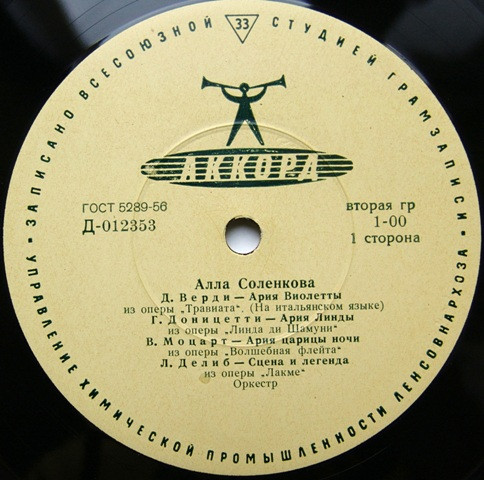 ЗАПИСАНО ВСЕСОЮЗНОЙ СТУДИЕЙ ГРАМЗАПИСИ •
33
АККОРД
ГОСТ 5289-56
Д-012353
вторая гр
1-00
1 сторона
Алла Соленкова
Д. Верди — Ария Виолетты
из оперы „Травиата". (На итальянском языке)
Г. Доницетти — Ария Линды
из оперы „Линда ди Шамуни"
В. Моцарт — Ария царицы ночи
из оперы „Волшебная флейта"
Л. Делиб — Сцена и легенда
из оперы „Лакме"
Оркестр
• УПРАВЛЕНИЕ ХИМИЧЕСКОЙ ПРОМЫШЛЕННОСТИ ЛЕНСОВНАРХОЗА